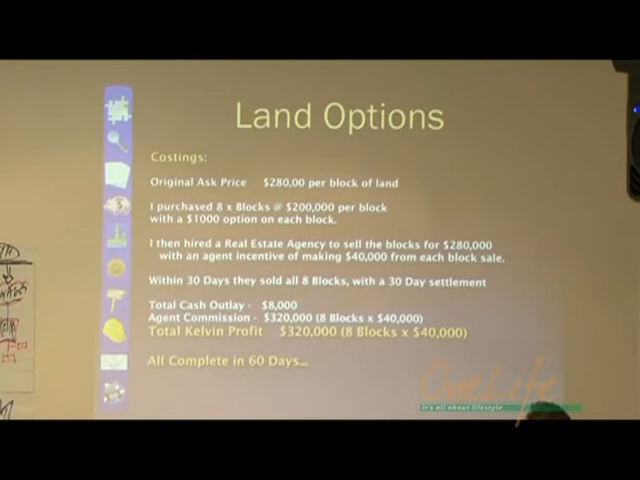 Land Options
Costings:
Original Ask Price $280,00 per block of land
I purchased 8 x Blocks @ $200,000 per block
with a $1000 option on each block.
I then hired a Real Estate Agency to sell the blocks for $280,000
with an agent incentive of making $40,000 from each block sale.
Within 30 Days they sold all 8 Blocks, with a 30 Day settlement
Total Cash Outlay - $8,000
Agent Commission - $320,000 (8 Blocks x $40,000)
Total Kelvin Profit $320,000 (8 Blocks x $40,000)
All Complete in 60 Days...
OneLife
it's all about lifestyle